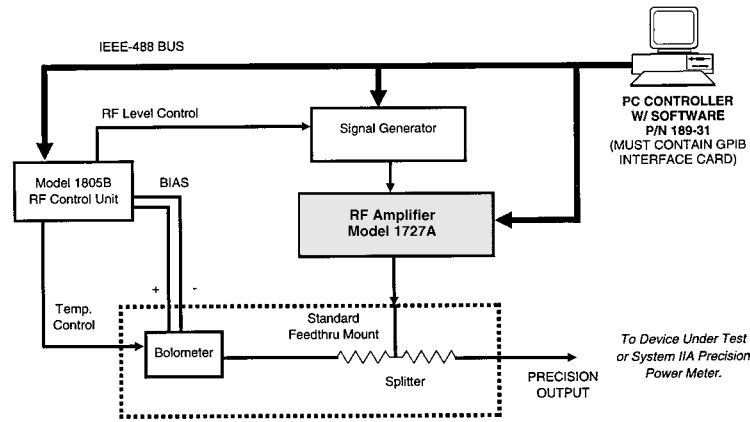 IEEE-488 BUS
PC CONTROLLER
W/ SOFTWARE
P/N 189-31
(MUST CONTAIN GPIB
INTERFACE CARD)
RF Level Control
Signal Generator
Model 1805B
RF Control Unit
BIAS
RF Amplifier
Model 1727A
+ -
Temp.
Control
Standard
Feedthru Mount
Bolometer
Splitter
PRECISION
OUTPUT
To Device Under Test
or System IIA Precision
Power Meter.